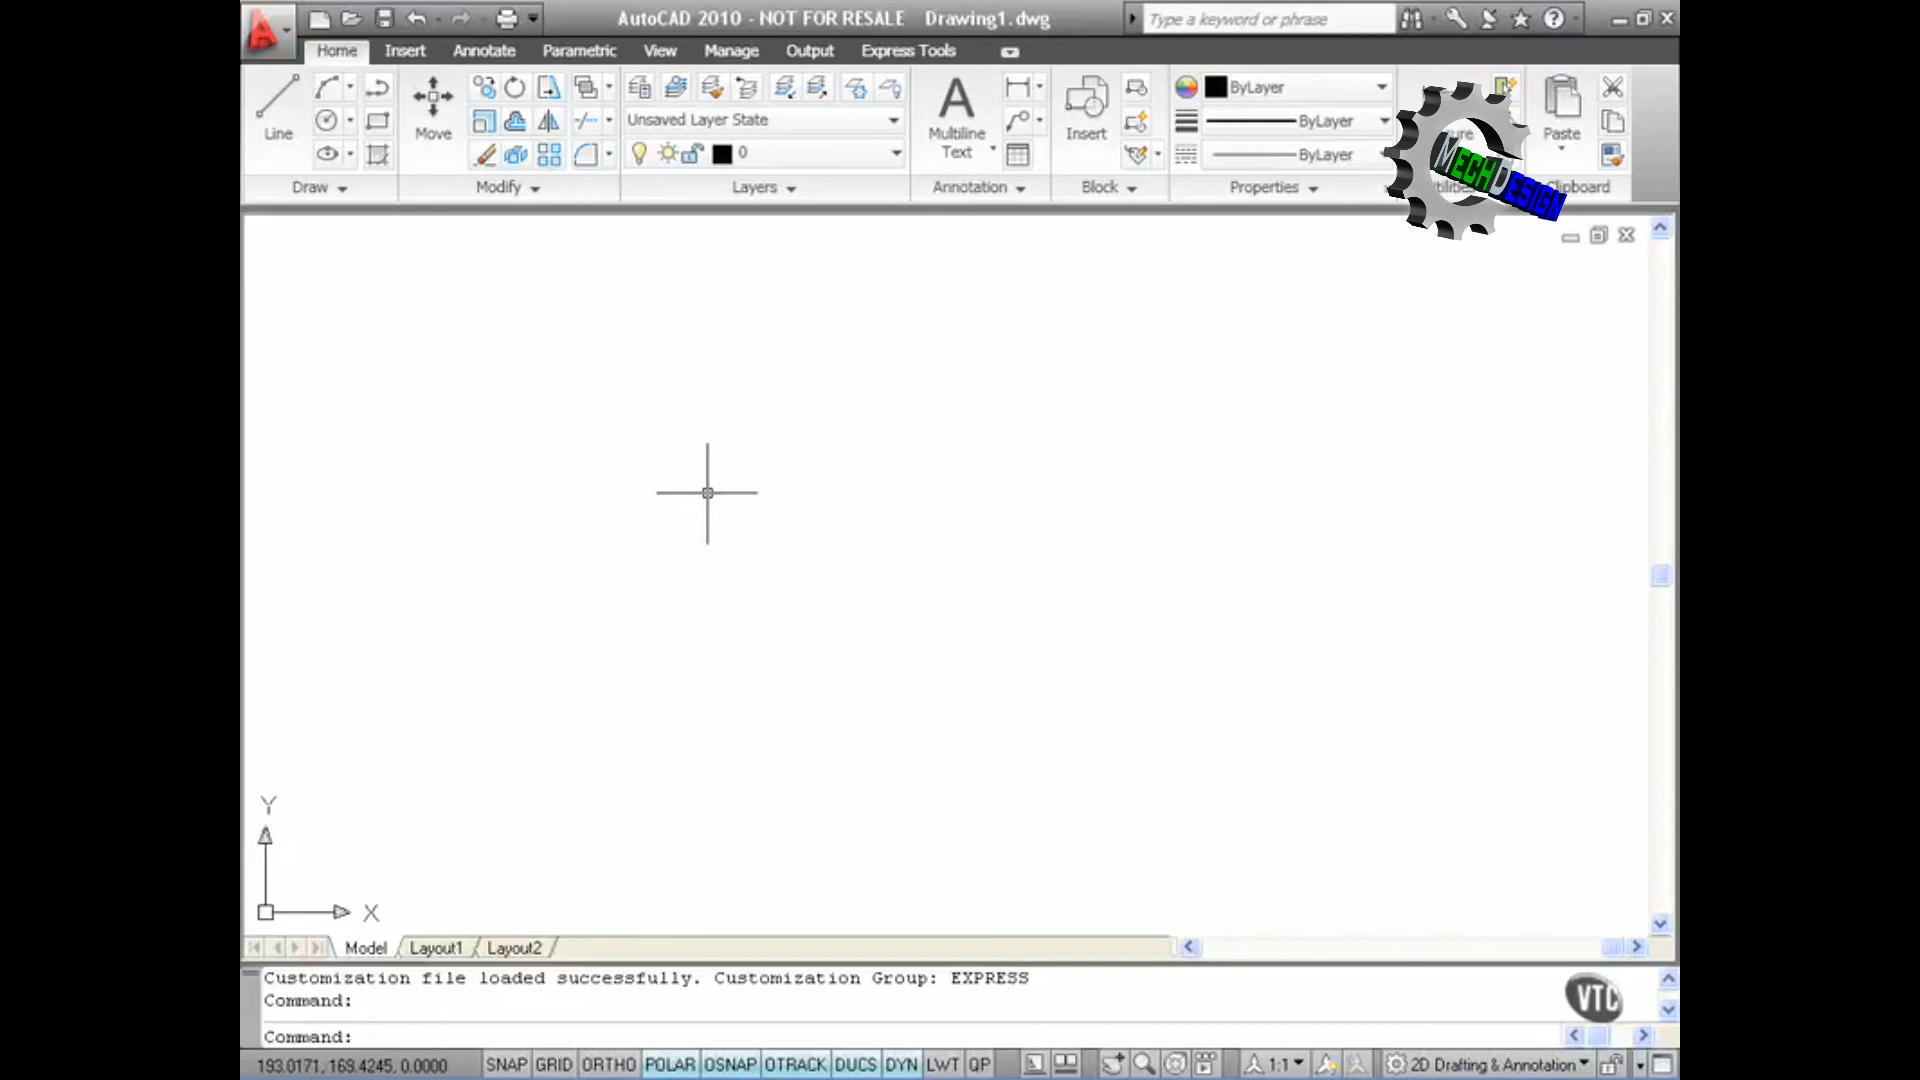 AutoCAD 2010 - NOT FOR RESALE Drawing1.dwg
Type a keyword or phrase
Home Insert Annotate Parametric View Manage Output Express Tools
ByLayer
Unsaved Layer State
ByLayer
Line Move Multiline Text Insert Paste
0
ByLayer
Draw Modify Layers Annotation Block Properties
MECHDESIGN
Y
X
Model Layout1 Layout2
Customization file loaded successfully. Customization Group: EXPRESS
Command:
VTC
Command:
193.0171, 169.4245, 0.0000 SNAP GRID ORTHO POLAR OSNAP OTRACK DUCS DYN LWT QP 1:1 2D Drafting & Annotation